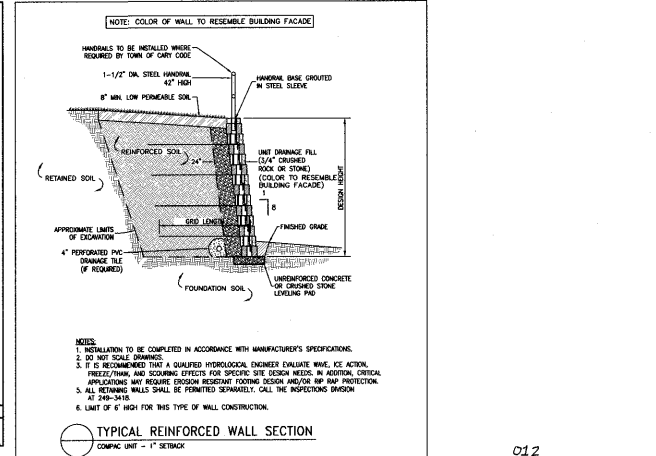 NOTE: COLOR OF WALL TO RESEMBLE BUILDING FACADE
HANDRAILS TO BE INSTALLED WHERE
REQUIRED BY TOWN OF CARY CODE
1-1/2" DIA. STEEL HANDRAIL
42" HIGH
8" MIN. LOW PERMEABLE SOIL
HANDRAIL BASE GROUTED
IN STEEL SLEEVE
REINFORCED SOIL
24"
UNIT DRAINAGE FILL
(3/4" CRUSHED
ROCK OR STONE)
(COLOR TO RESEMBLE
BUILDING FACADE)
1
8
DESIGN HEIGHT
RETAINED SOIL
GRID LENGTH
FINISHED GRADE
APPROXIMATE LIMITS
OF EXCAVATION
4" PERFORATED PVC
DRAINAGE TILE
(IF REQUIRED)
FOUNDATION SOIL
UNREINFORCED CONCRETE
OR CRUSHED STONE
LEVELING PAD
NOTES:
1. INSTALLATION TO BE COMPLETED IN ACCORDANCE WITH MANUFACTURER'S SPECIFICATIONS.
2. DO NOT SCALE DRAWINGS.
3. IT IS RECOMMENDED THAT A QUALIFIED HYDROLOGICAL ENGINEER EVALUATE WAVE, ICE ACTION,
FREEZE/THAW, AND SCOURING EFFECTS FOR SPECIFIC SITE DESIGN NEEDS. IN ADDITION, CRITICAL
APPLICATIONS MAY REQUIRE EROSION RESISTANT FOOTING DESIGN AND/OR RIP RAP PROTECTION.
5. ALL RETAINING WALLS SHALL BE PERMITTED SEPARATELY. CALL THE INSPECTIONS DIVISION
AT 249-3418.
6. LIMIT OF 6' HIGH FOR THIS TYPE OF WALL CONSTRUCTION.
TYPICAL REINFORCED WALL SECTION
COMPAC UNIT - 1" SETBACK
012